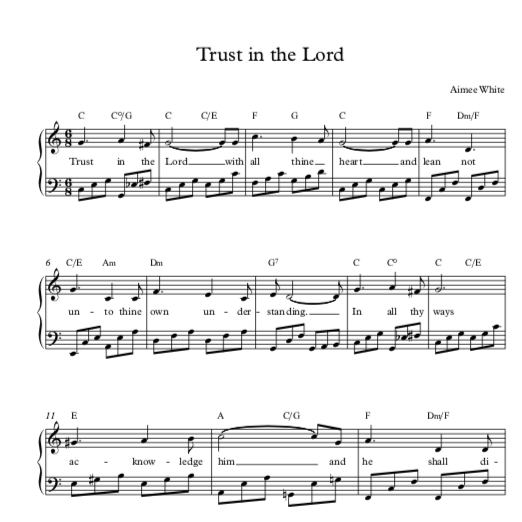 Trust in the Lord
Aimee White
C C°/G C C/E F G C F Dm/F
Trust in the Lord with all thine heart and lean not
6 C/E Am Dm G7 C C° C C/E
un - to thine own un - der - standing. In all thy ways
11 E A C/G F Dm/F
ac - know - ledge him and he shall di -